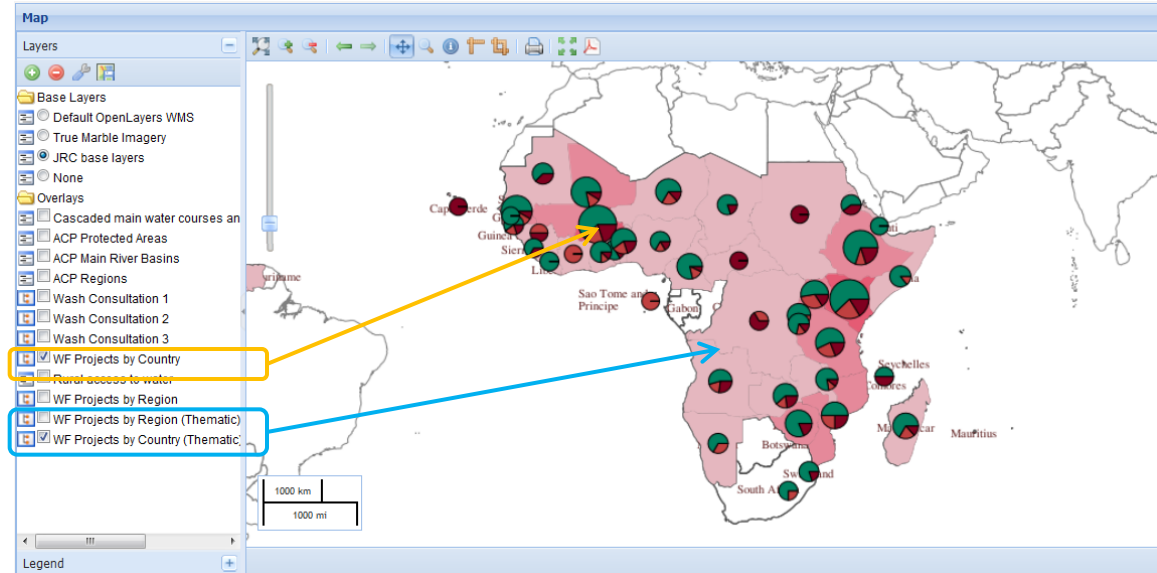 Map
Layers
Base Layers
Default OpenLayers WMS
True Marble Imagery
JRC base layers
None
Overlays
Cascaded main water courses an
ACP Protected Areas
ACP Main River Basins
ACP Regions
Wash Consultation 1
Wash Consultation 2
Wash Consultation 3
WF Projects by Country
Rural access to water
WF Projects by Region
WF Projects by Region (Thematic)
WF Projects by Country (Thematic)
Legend
1000 km
1000 mi
Guinea
Sao Tome and
Principe
Gabon
Seychelles
Comores
Mauritius
Botswana
South A